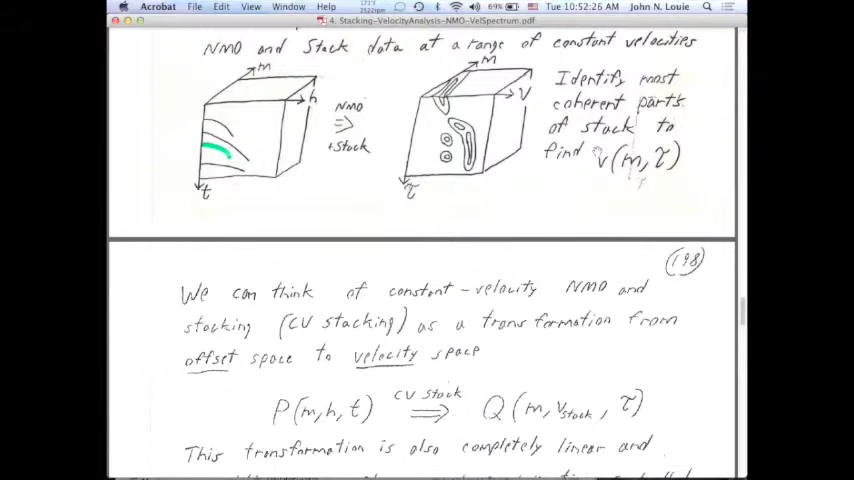 Acrobat File Edit View Window Help
69%
Tue 10:52:26 AM John N. Louie
4. Stacking-VelocityAnalysis-NMO-VelSpectrum.pdf
NMO and Stack data at a range of constant velocities
m
h
t
NMO
⇒
+Stack
m
V
τ
Identify most
coherent parts
of stack to
find v(m, τ)
(198)
We can think of constant-velocity NMO and
stacking (CV stacking) as a transformation from
offset space to velocity space
P(m,h,t) CV Stack ⇒ Q(m, Vstack, τ)
This transformation is also completely linear and